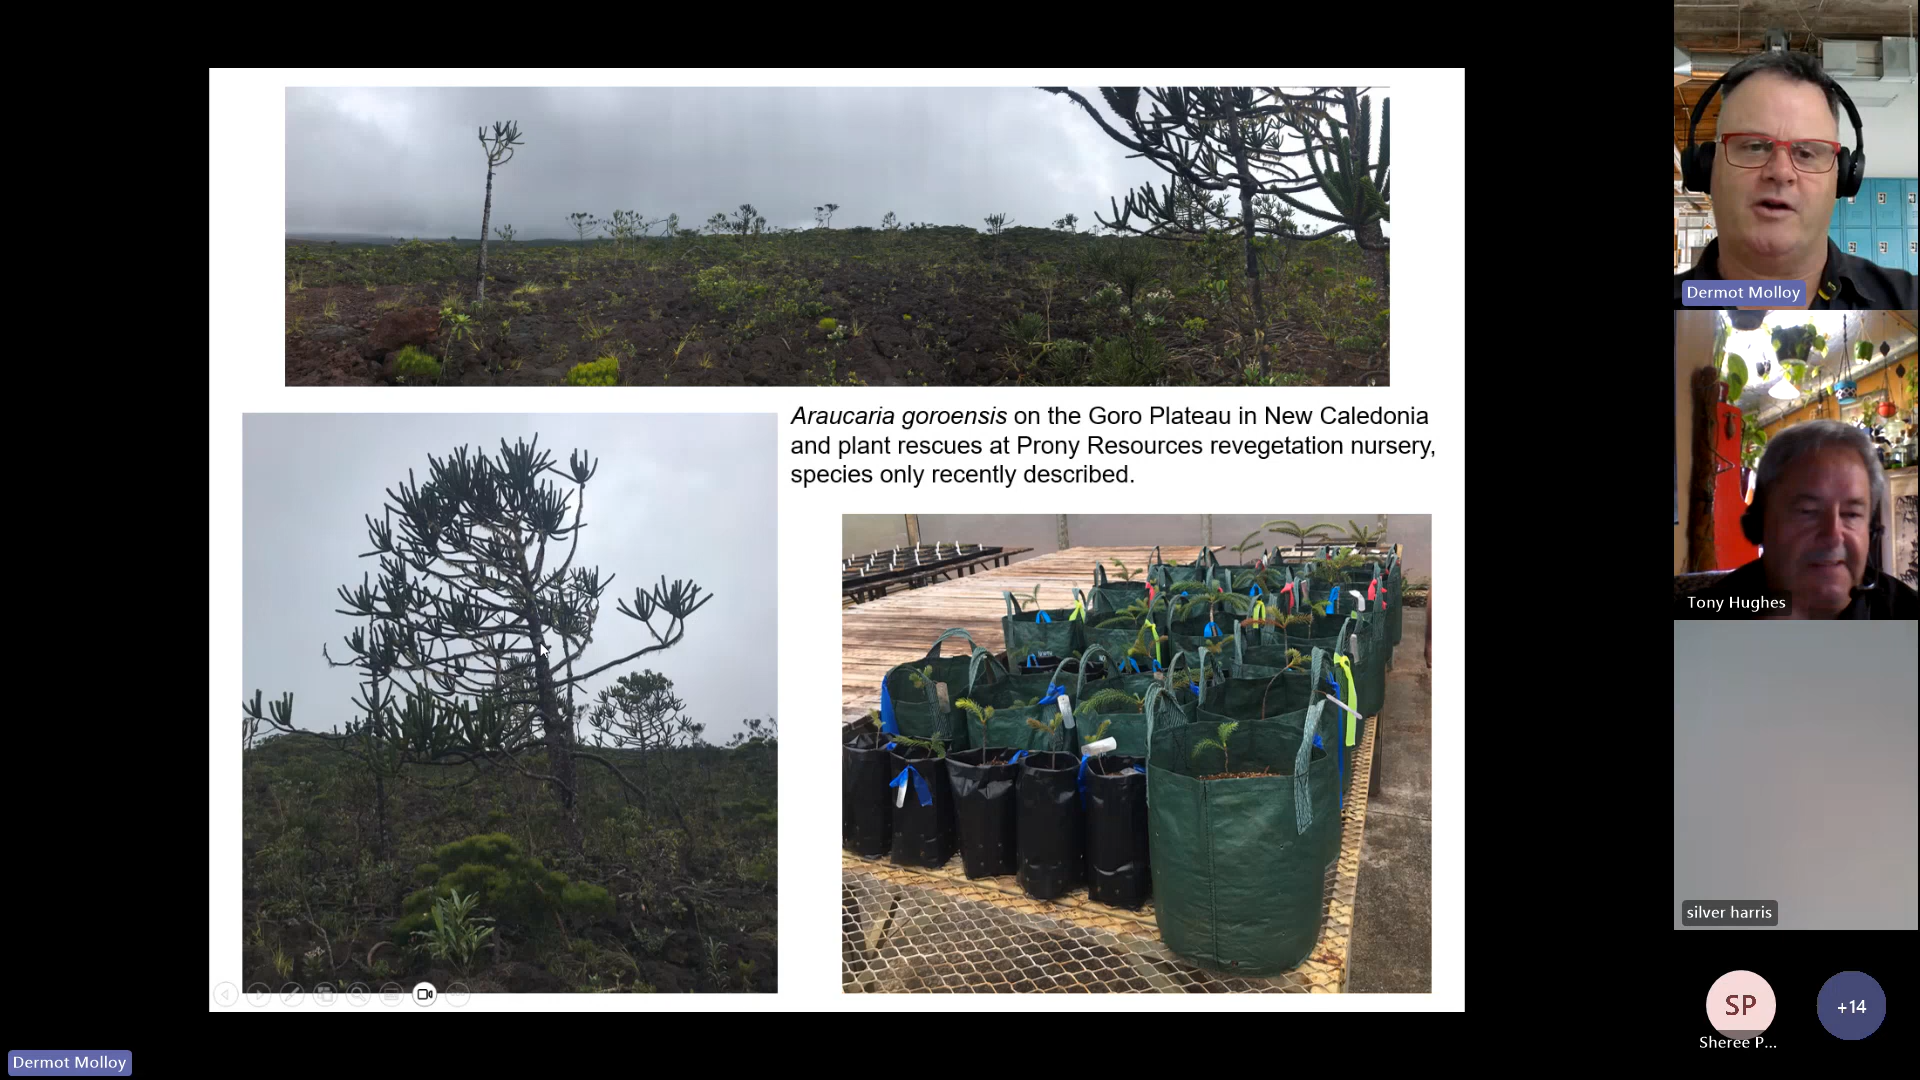 Araucaria goroensis on the Goro Plateau in New Caledonia
and plant rescues at Prony Resources revegetation nursery,
species only recently described.
Dermot Molloy
Tony Hughes
silver harris
SP
+14
Sheree P...
Dermot Molloy